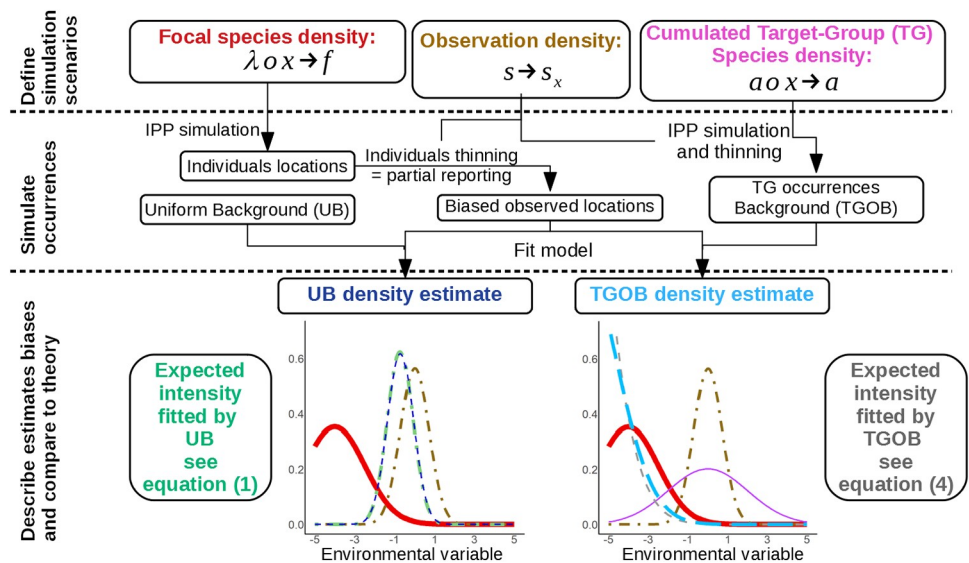 Define
simulation
scenarios
Focal species density:
λ o x → f
Observation density:
s → sₓ
Cumulated Target-Group (TG)
Species density:
a o x → a
Simulate
occurrences
IPP simulation
Individuals locations
Individuals thinning
= partial reporting
IPP simulation
and thinning
Uniform Background (UB)
Biased observed locations
TG occurrences
Background (TGOB)
Fit model
Describe estimates biases
and compare to theory
UB density estimate
TGOB density estimate
Expected
intensity
fitted by
UB
see
equation (1)
0.6
0.4
0.2
0.0
-5 -3 -1 1 3 5
Environmental variable
0.6
0.4
0.2
0.0
-5 -3 -1 1 3 5
Environmental variable
Expected
intensity
fitted by
TGOB
see
equation (4)